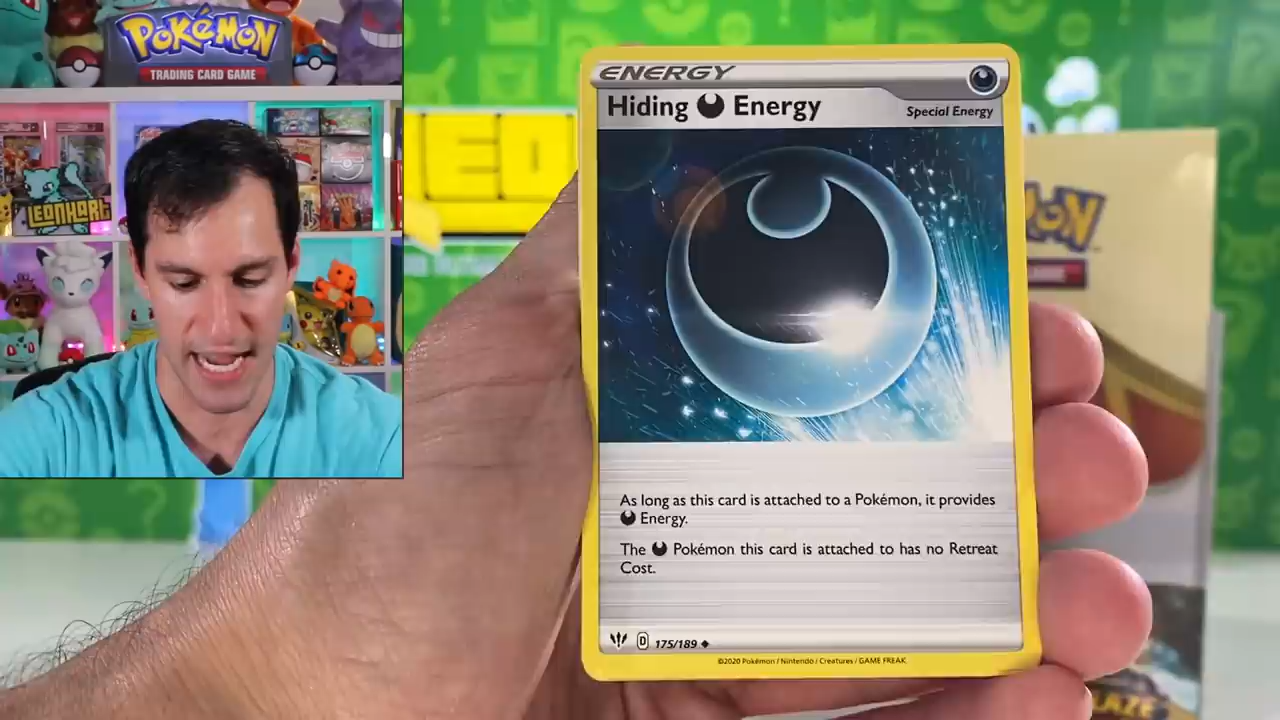 POKéMON
TRADING CARD GAME
LEONHART
LEO
ENERGY
Hiding Energy
Special Energy
As long as this card is attached to a Pokémon, it provides
Energy.
The Pokémon this card is attached to has no Retreat
Cost.
D
175/189
©2020 Pokémon / Nintendo / Creatures / GAME FREAK.